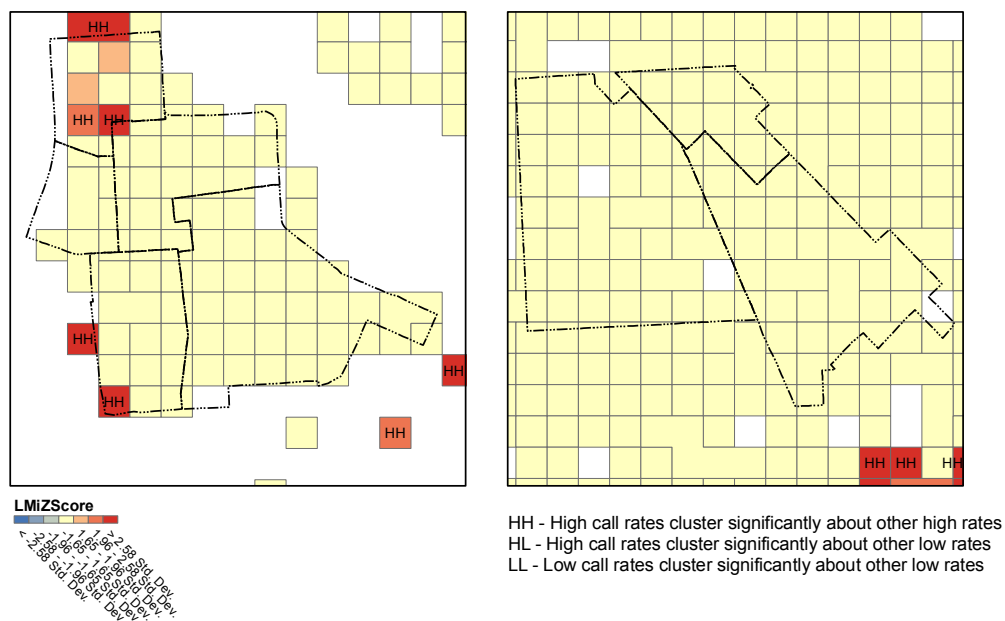 HH
HH HH
HH
HH
HH
HH
HH HH HH
LMiZScore
< -2.58 Std. Dev.
-2.58 - -1.96 Std. Dev.
-1.96 - -1.65 Std. Dev.
-1.65 - 1.65 Std. Dev.
1.65 - 1.96 Std. Dev.
1.96 - 2.58 Std. Dev.
> 2.58 Std. Dev.
HH - High call rates cluster significantly about other high rates
HL - High call rates cluster significantly about other low rates
LL - Low call rates cluster significantly about other low rates